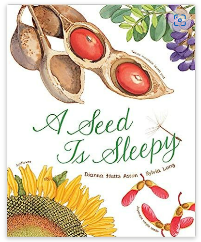 A Seed
Is Sleepy
Dianna Hutts Aston Sylvia Long